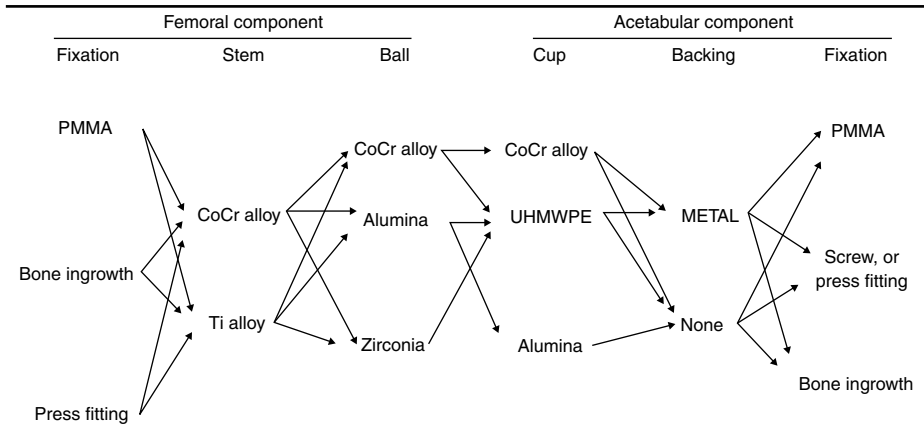 Femoral component Acetabular component
Fixation Stem Ball Cup Backing Fixation
PMMA PMMA
CoCr alloy CoCr alloy
CoCr alloy Alumina UHMWPE METAL
Screw, or
Bone ingrowth press fitting
Ti alloy None
Zirconia Alumina
Bone ingrowth
Press fitting